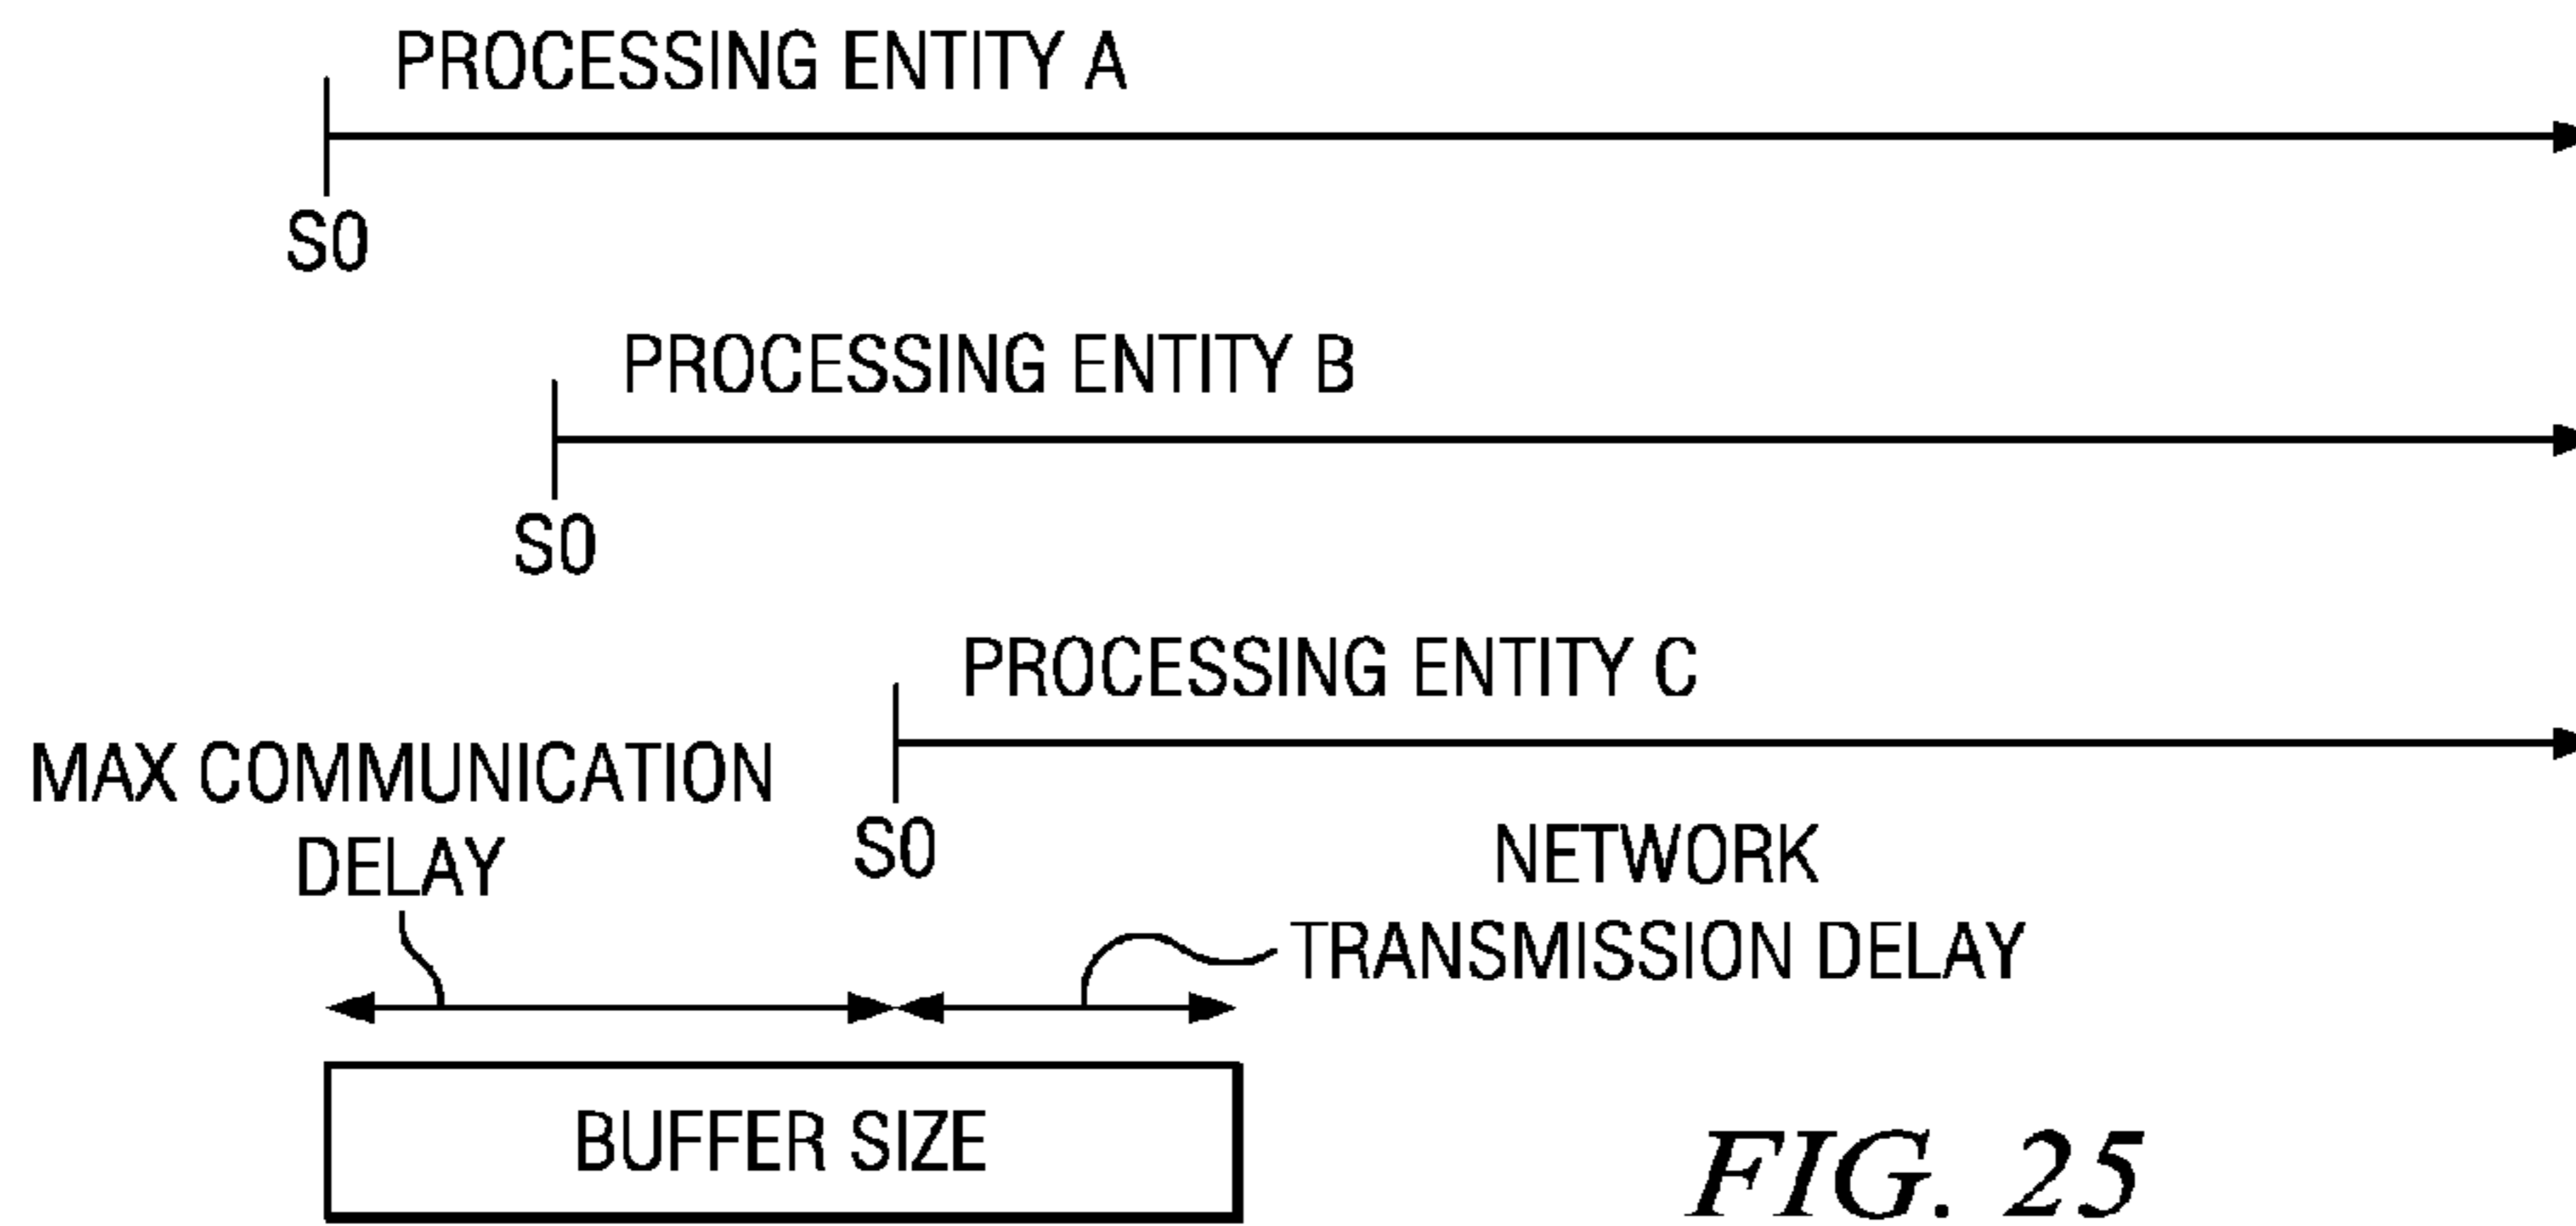 PROCESSING ENTITY A
S0
PROCESSING ENTITY B
S0
PROCESSING ENTITY C
S0
MAX COMMUNICATION
DELAY
NETWORK
TRANSMISSION DELAY
BUFFER SIZE
FIG. 25